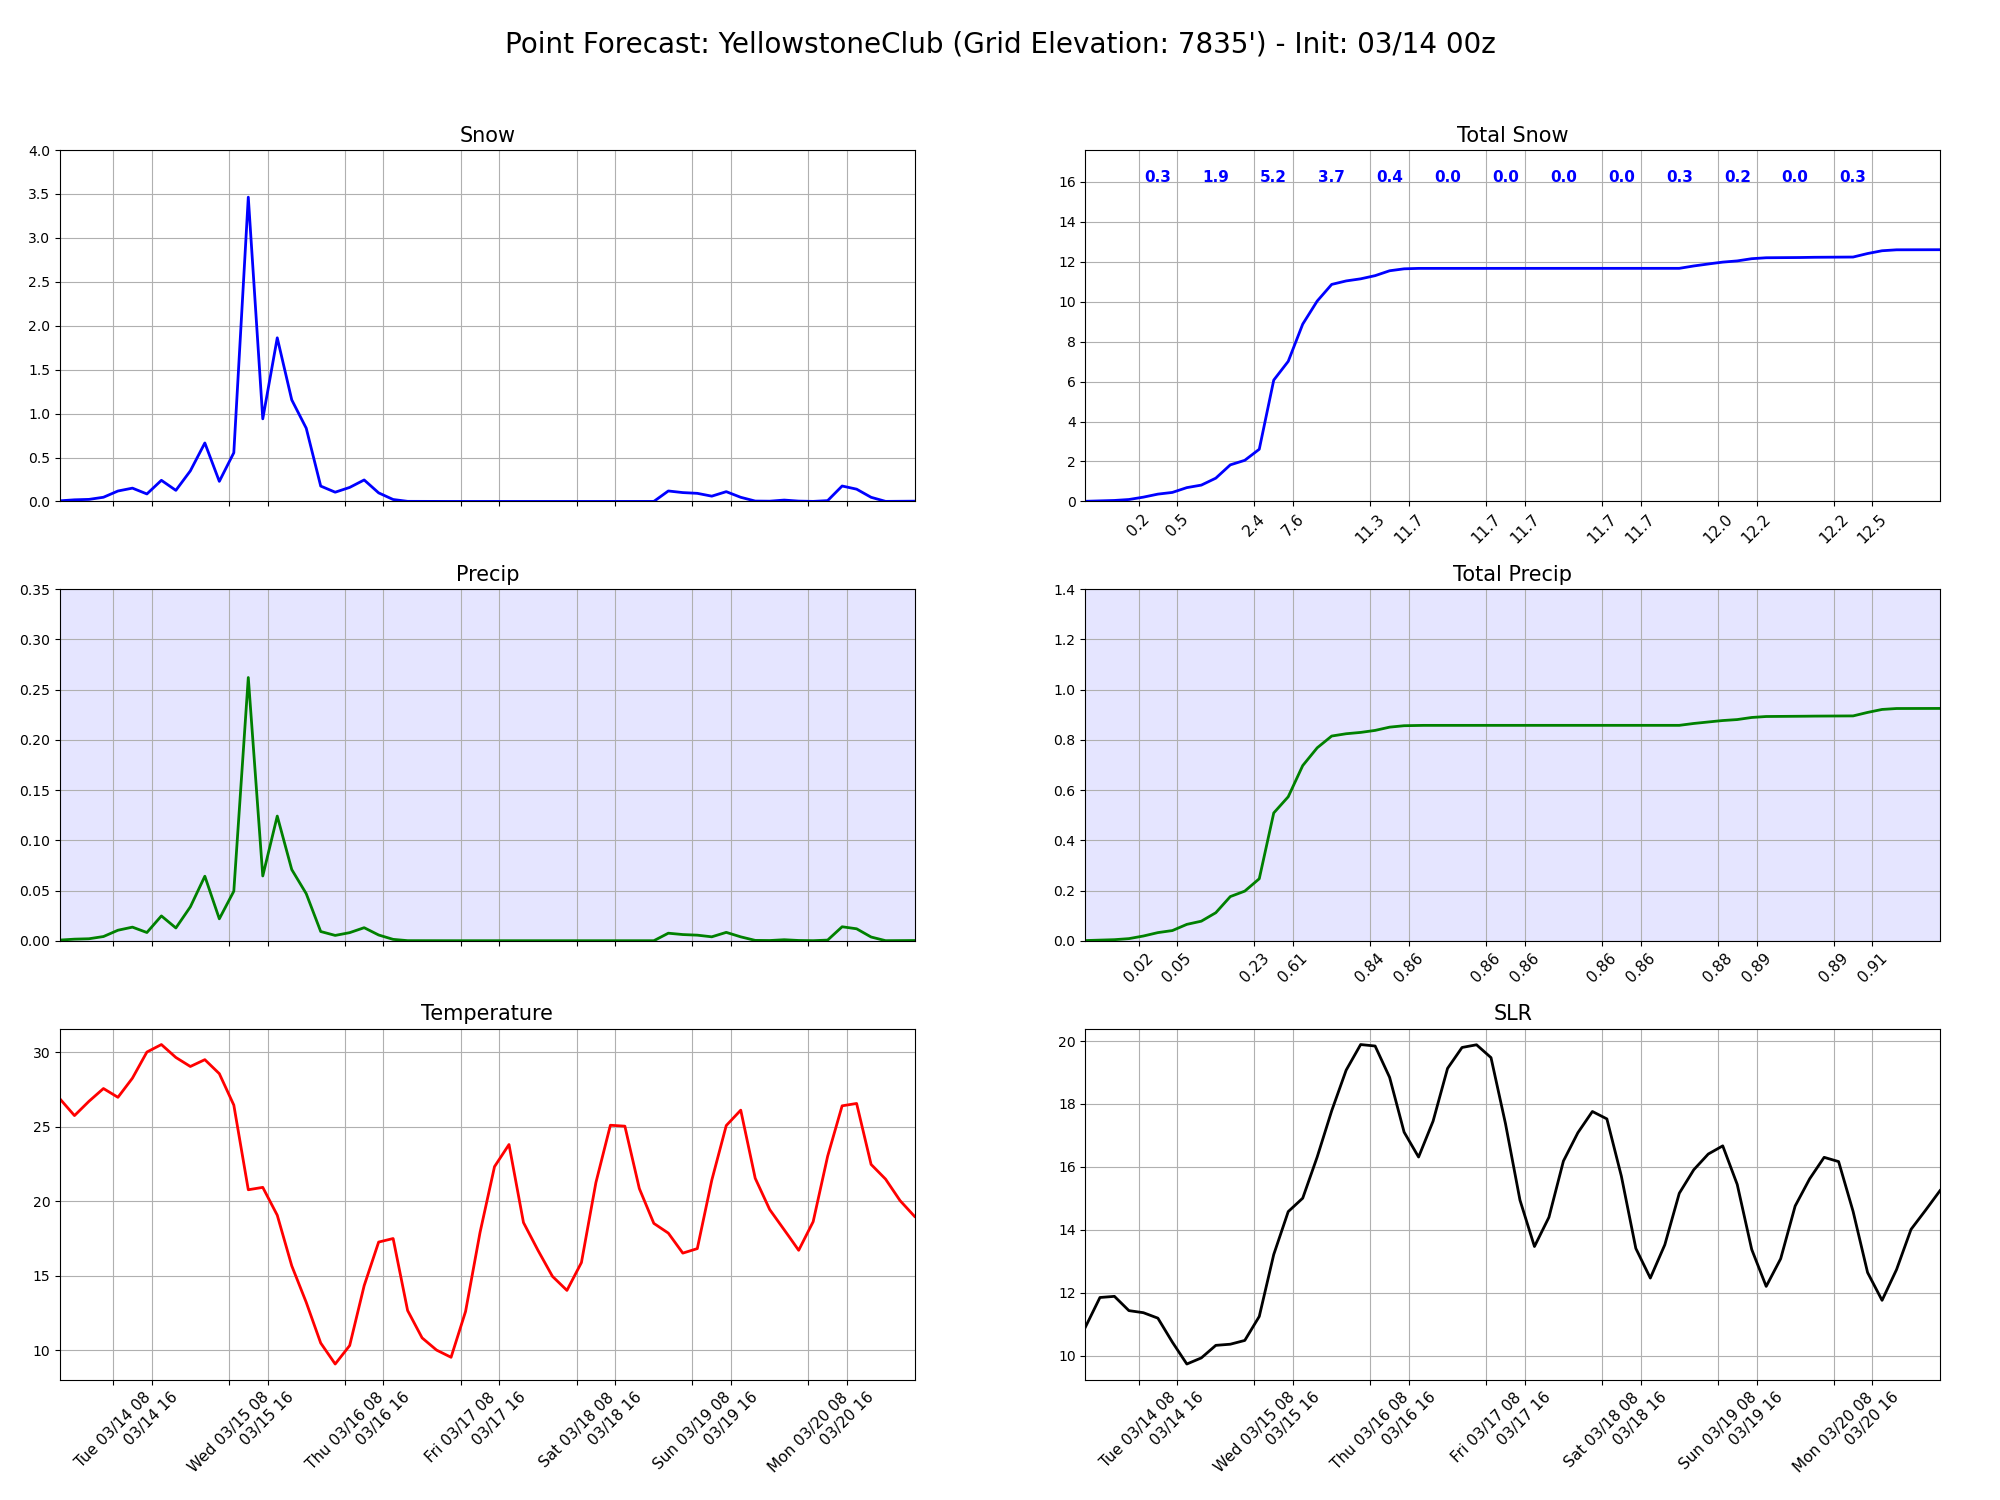 Point Forecast: YellowstoneClub (Grid Elevation: 7835') - Init: 03/14 00z
Snow
4.0
3.5
3.0
2.5
2.0
1.5
1.0
0.5
0.0
Total Snow
0.3 1.9 5.2 3.7 0.4 0.0 0.0 0.0 0.0 0.3 0.2 0.0 0.3
16
14
12
10
8
6
4
2
0
0.2 0.5 2.4 7.6 11.3 11.7 11.7 11.7 11.7 11.7 12.0 12.2 12.2 12.5
Precip
0.35
0.30
0.25
0.20
0.15
0.10
0.05
0.00
Total Precip
1.4
1.2
1.0
0.8
0.6
0.4
0.2
0.0
0.02 0.05 0.23 0.61 0.84 0.86 0.86 0.86 0.86 0.86 0.88 0.89 0.89 0.91
Temperature
30
25
20
15
10
Tue 03/14 08
03/14 16
Wed 03/15 08
03/15 16
Thu 03/16 08
03/16 16
Fri 03/17 08
03/17 16
Sat 03/18 08
03/18 16
Sun 03/19 08
03/19 16
Mon 03/20 08
03/20 16
SLR
20
18
16
14
12
10
Tue 03/14 08
03/14 16
Wed 03/15 08
03/15 16
Thu 03/16 08
03/16 16
Fri 03/17 08
03/17 16
Sat 03/18 08
03/18 16
Sun 03/19 08
03/19 16
Mon 03/20 08
03/20 16